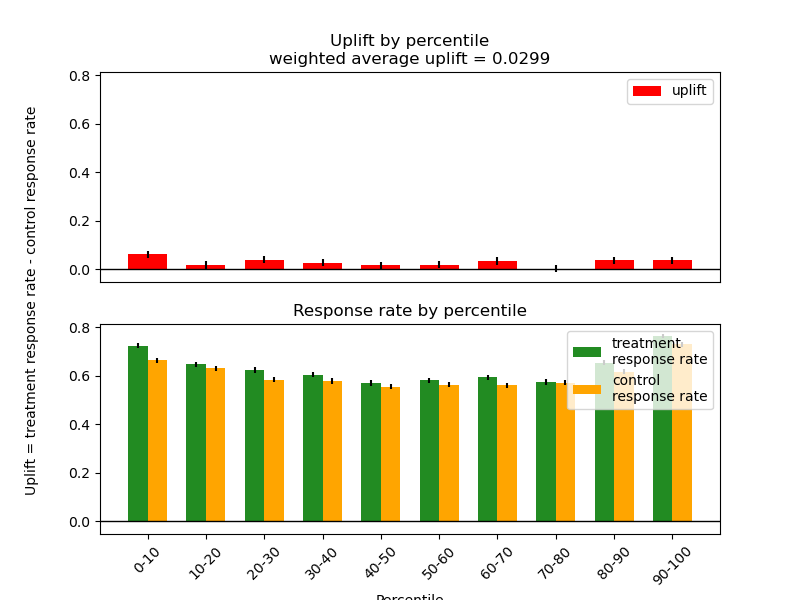 Uplift by percentile
weighted average uplift = 0.0299
Uplift = treatment response rate - control response rate
0.8
0.6
0.4
0.2
0.0
uplift
Response rate by percentile
0.8
0.6
0.4
0.2
0.0
treatment
response rate
control
response rate
0-10
10-20
20-30
30-40
40-50
50-60
60-70
70-80
80-90
90-100
Percentile